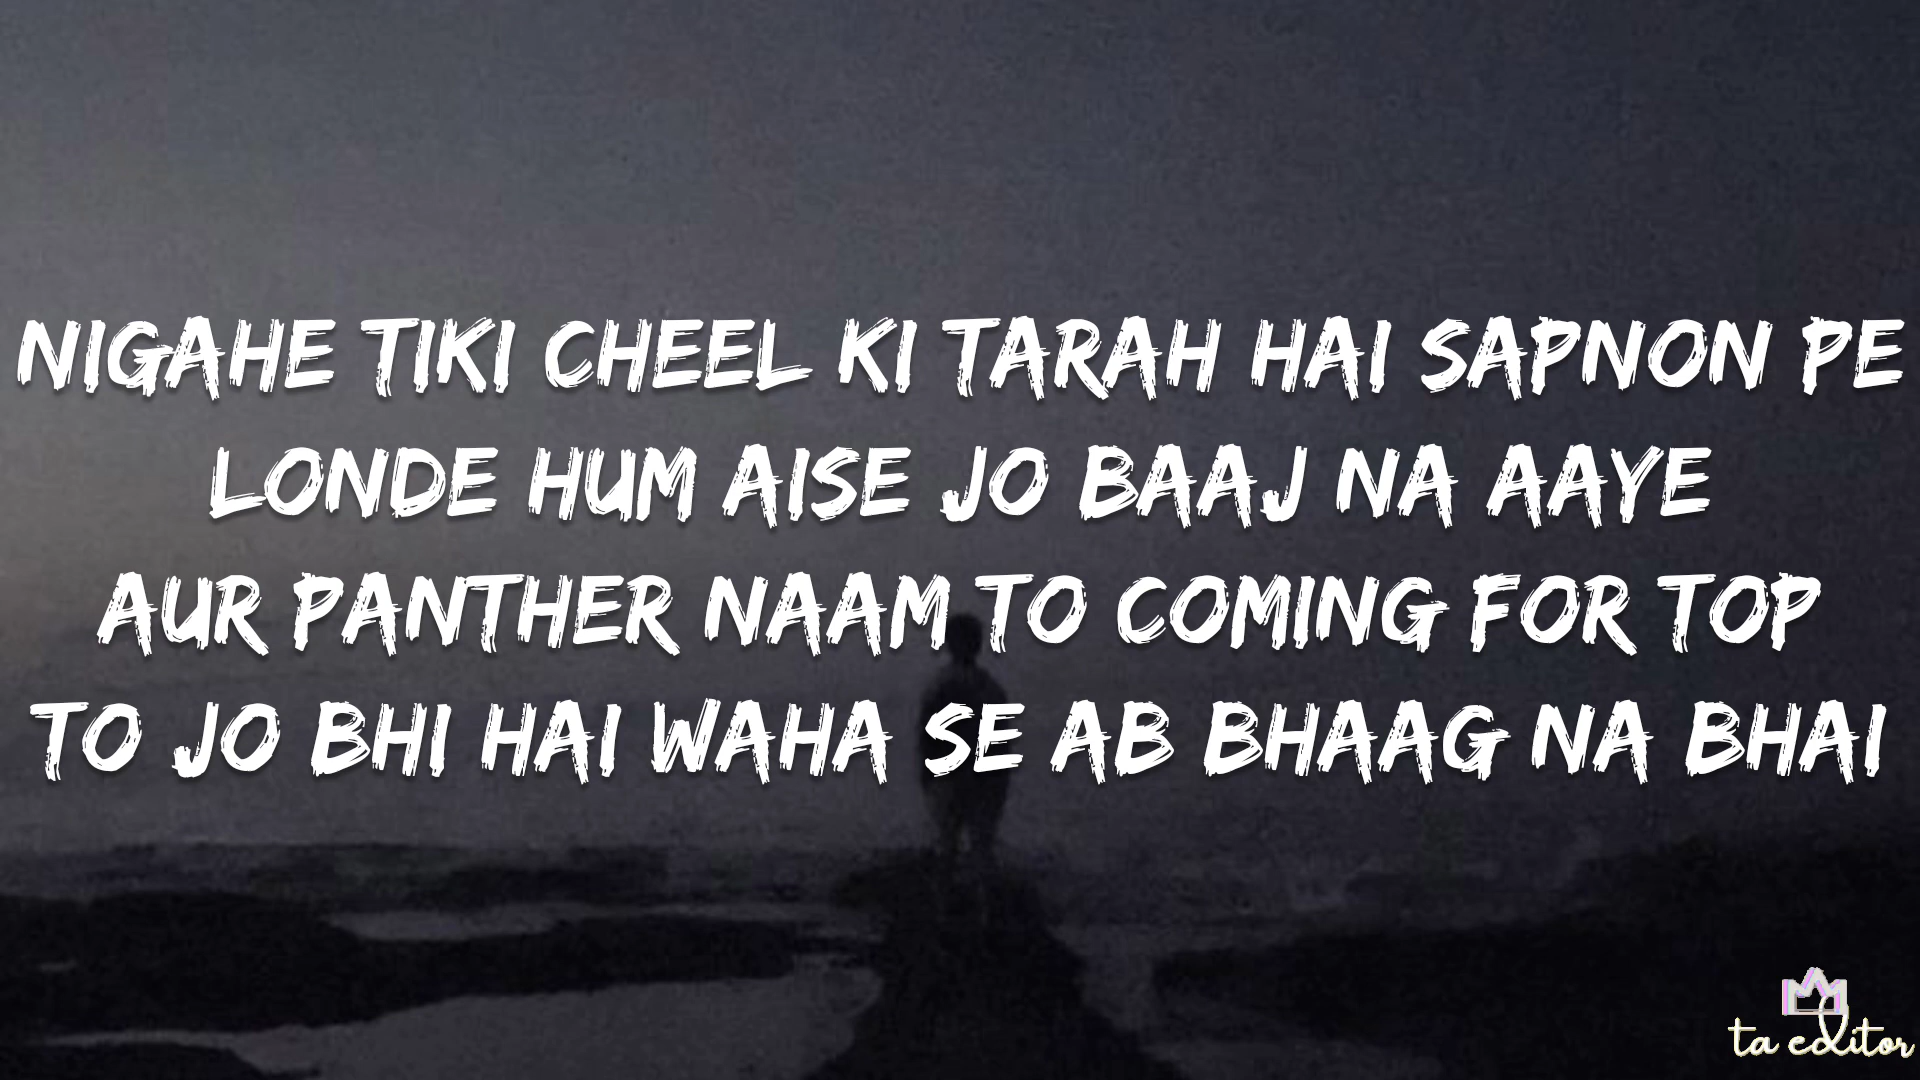 NIGAHE TIKI CHEEL KI TARAH HAI SAPNON PE
LONDE HUM AISE JO BAAJ NA AAYE
AUR PANTHER NAAM TO COMING FOR TOP
TO JO BHI HAI WAHA SE AB BHAAG NA BHAI
ta editor